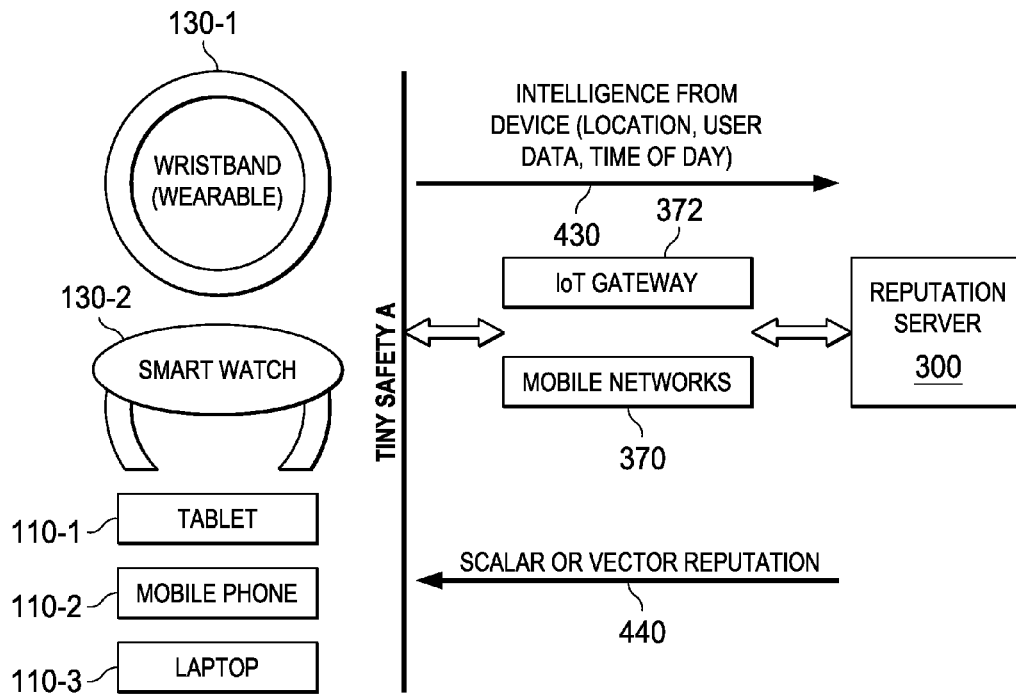 130-1
WRISTBAND
(WEARABLE)
130-2
SMART WATCH
TABLET
110-1
MOBILE PHONE
110-2
LAPTOP
110-3
TINY SAFETY A
INTELLIGENCE FROM
DEVICE (LOCATION, USER
DATA, TIME OF DAY)
430
372
IoT GATEWAY
MOBILE NETWORKS
370
REPUTATION
SERVER
300
SCALAR OR VECTOR REPUTATION
440